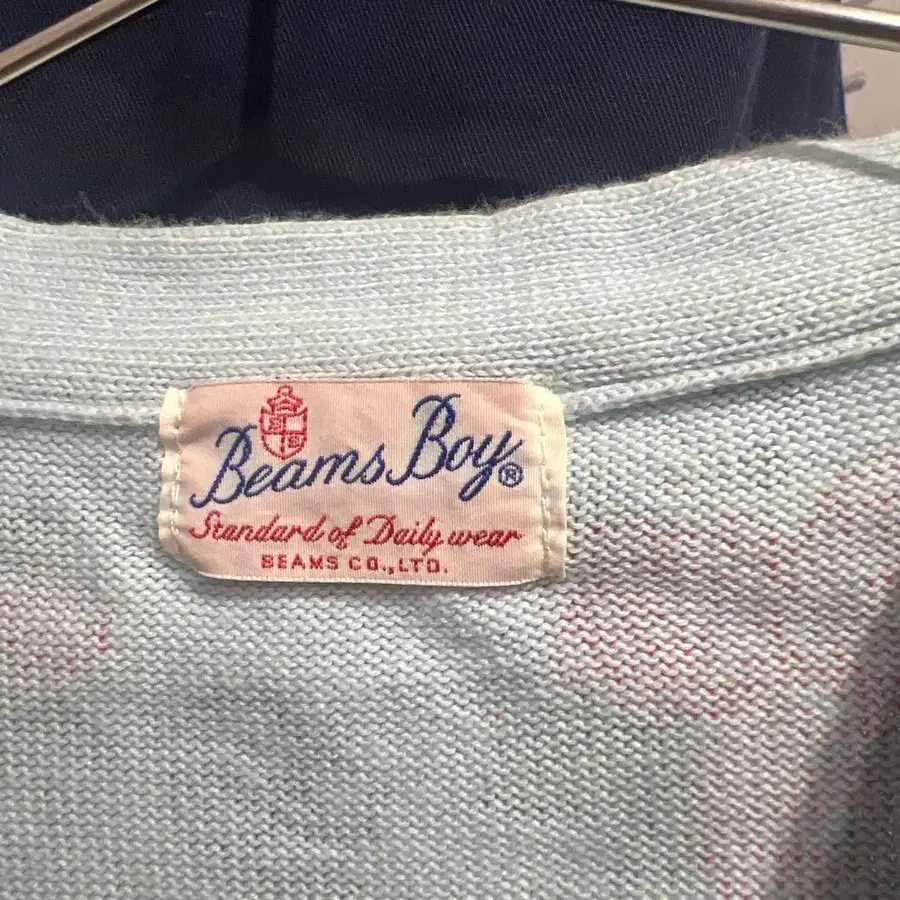 Beams Boy®
Standard of Daily wear
BEAMS CO.,LTD.